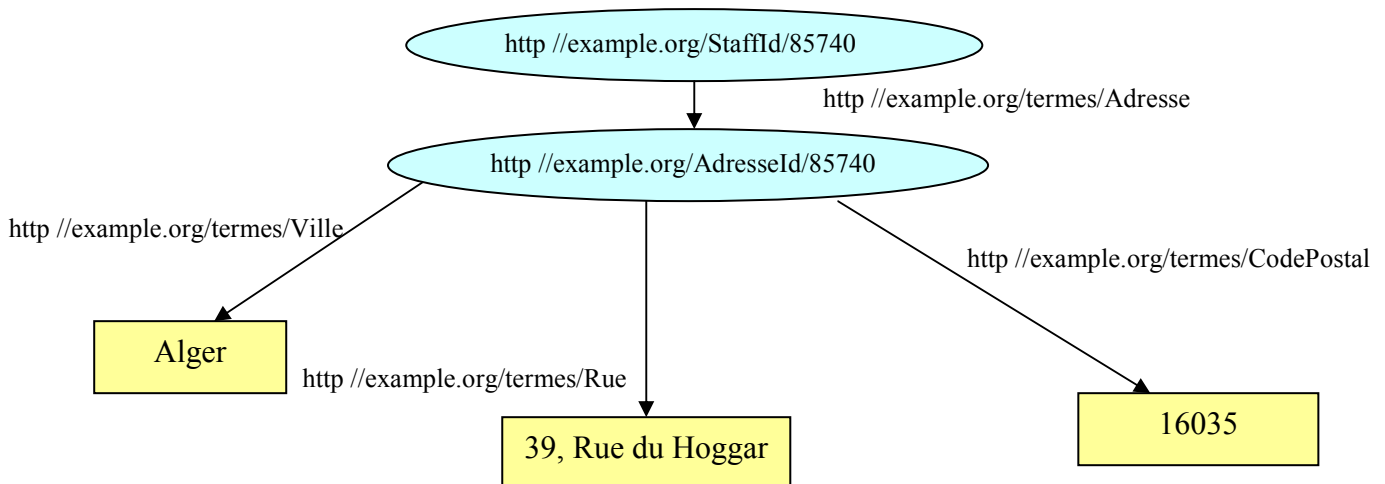 http //example.org/StaffId/85740
http //example.org/termes/Adresse
http //example.org/AdresseId/85740
http //example.org/termes/Ville
http //example.org/termes/CodePostal
Alger
http //example.org/termes/Rue
39, Rue du Hoggar
16035